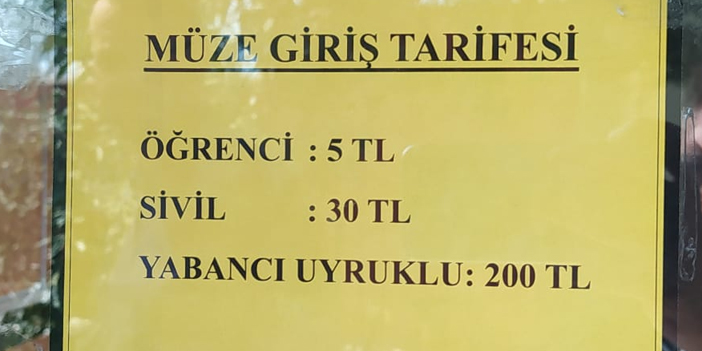 MÜZE GİRİŞ TARİFESİ
ÖĞRENCİ : 5 TL
SİVİL : 30 TL
YABANCI UYRUKLU: 200 TL